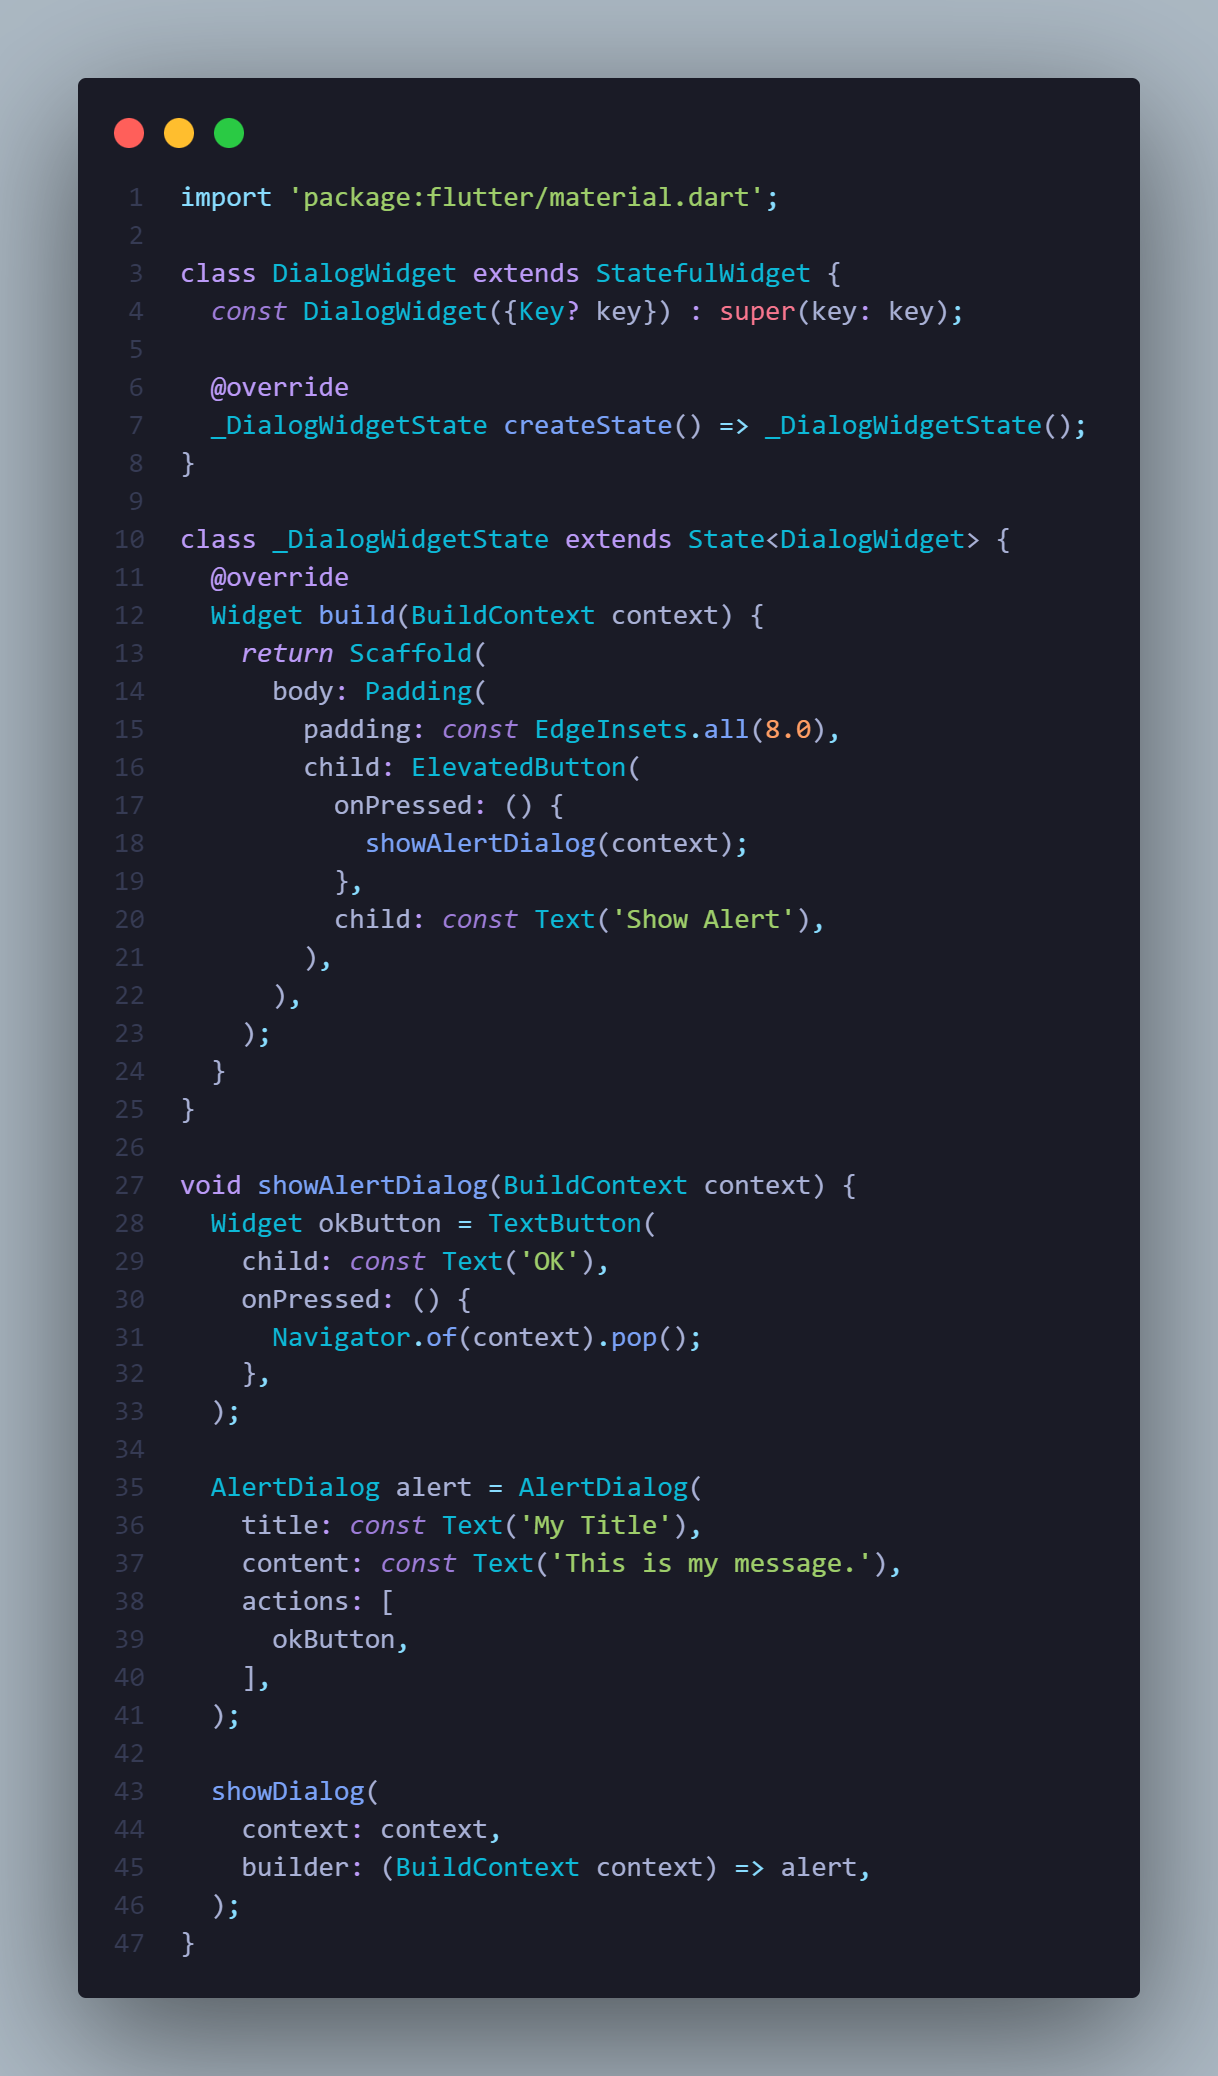 1 import 'package:flutter/material.dart';
2
3 class DialogWidget extends StatefulWidget {
4   const DialogWidget({Key? key}) : super(key: key);
5
6   @override
7   _DialogWidgetState createState() => _DialogWidgetState();
8 }
9
10 class _DialogWidgetState extends State<DialogWidget> {
11   @override
12   Widget build(BuildContext context) {
13     return Scaffold(
14       body: Padding(
15         padding: const EdgeInsets.all(8.0),
16         child: ElevatedButton(
17           onPressed: () {
18             showAlertDialog(context);
19           },
20           child: const Text('Show Alert'),
21         ),
22       ),
23     );
24   }
25 }
26
27 void showAlertDialog(BuildContext context) {
28   Widget okButton = TextButton(
29     child: const Text('OK'),
30     onPressed: () {
31       Navigator.of(context).pop();
32     },
33   );
34
35   AlertDialog alert = AlertDialog(
36     title: const Text('My Title'),
37     content: const Text('This is my message.'),
38     actions: [
39       okButton,
40     ],
41   );
42
43   showDialog(
44     context: context,
45     builder: (BuildContext context) => alert,
46   );
47 }